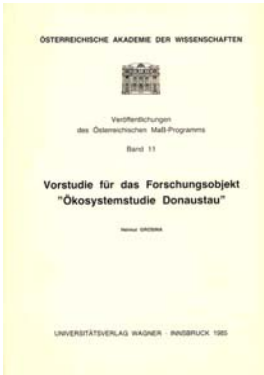 ÖSTERREICHISCHE AKADEMIE DER WISSENSCHAFTEN
Veröffentlichungen
des Österreichischen MaB-Programms
Band 11
Vorstudie für das Forschungsobjekt
"Ökosystemstudie Donaustau"
Helmut GROSINA
UNIVERSITÄTSVERLAG WAGNER - INNSBRUCK 1985